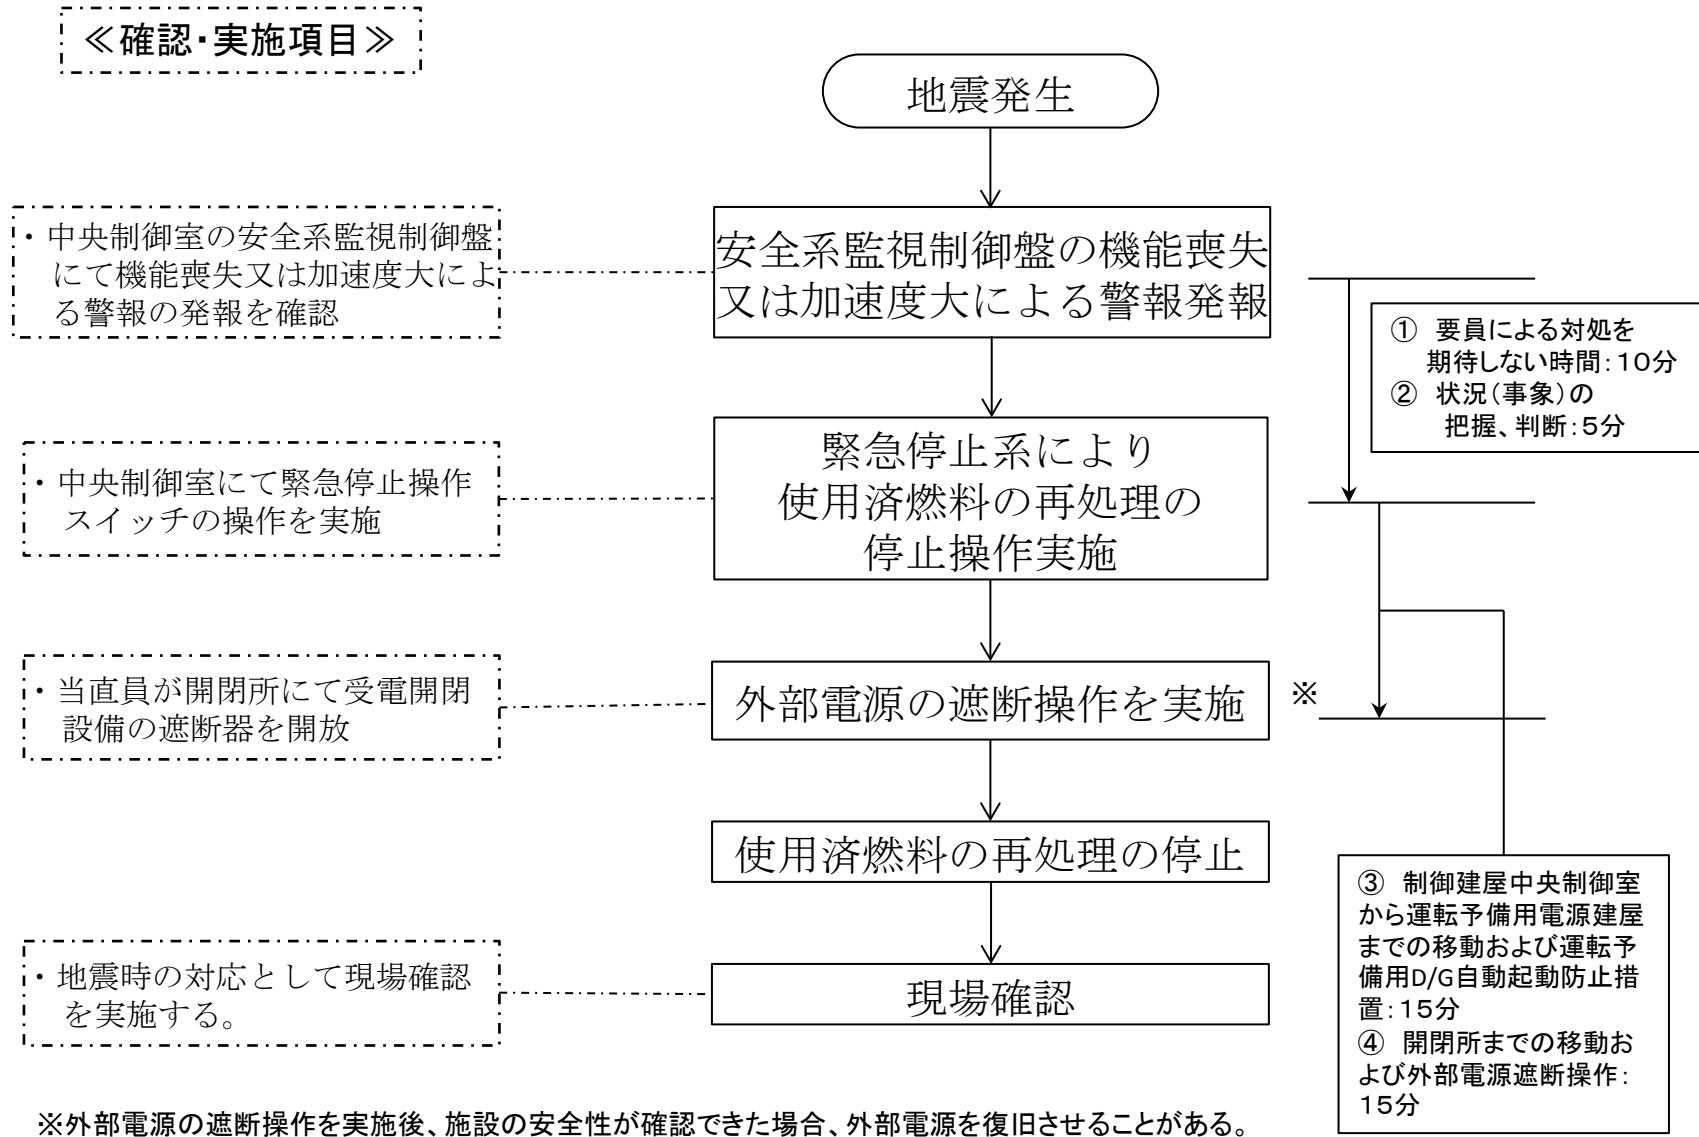 ≪確認・実施項目≫
地震発生
・中央制御室の安全系監視制御盤
にて機能喪失又は加速度大によ
る警報の発報を確認
安全系監視制御盤の機能喪失
又は加速度大による警報発報
① 要員による対処を
期待しない時間：10分
② 状況（事象）の
把握、判断：5分
・中央制御室にて緊急停止操作
スイッチの操作を実施
緊急停止系により
使用済燃料の再処理の
停止操作実施
・当直員が開閉所にて受電開閉
設備の遮断器を開放
外部電源の遮断操作を実施
※
使用済燃料の再処理の停止
・地震時の対応として現場確認
を実施する。
現場確認
③ 制御建屋中央制御室
から運転予備用電源建屋
までの移動および運転予
備用D/G自動起動防止措
置：15分
④ 開閉所までの移動お
よび外部電源遮断操作：
15分
※外部電源の遮断操作を実施後、施設の安全性が確認できた場合、外部電源を復旧させることがある。